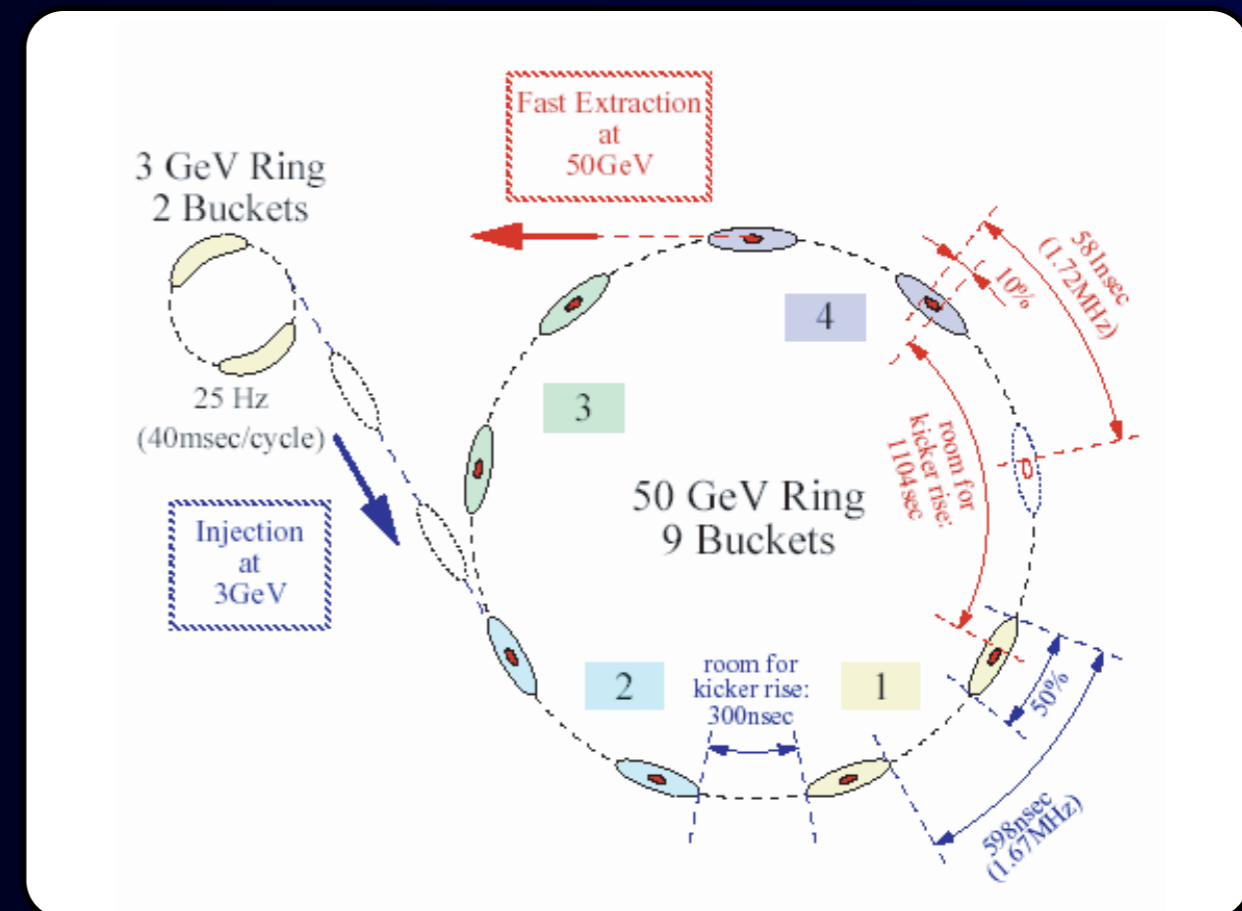 Fast Extraction
at
50GeV
3 GeV Ring
2 Buckets
25 Hz
(40msec/cycle)
Injection
at
3GeV
581nsec
(1.72MHz)
10%
4
3
room for
kicker rise:
1104sec
50 GeV Ring
9 Buckets
2
room for
kicker rise:
300nsec
1
50%
598nsec
(1.67MHz)